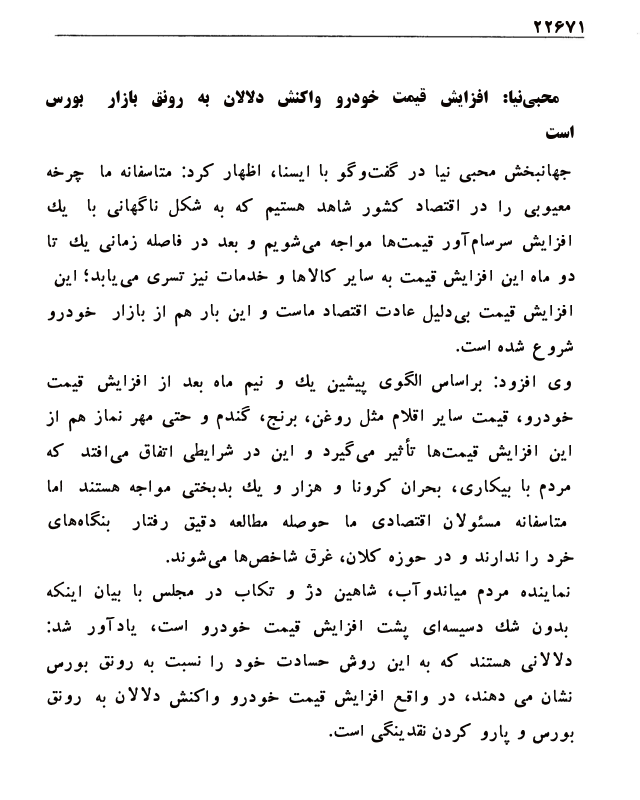 ۲۲۶۷۱
محبی‌نیا: افزایش قیمت خودرو واکنش دلالان به رونق بازار بورس
است
جهانبخش محبی نیا در گفت‌وگو با ایسنا، اظهار کرد: متاسفانه ما چرخه
معیوبی را در اقتصاد کشور شاهد هستیم که به شکل ناگهانی با یك
افزایش سرسام‌آور قیمت‌ها مواجه می‌شویم و بعد در فاصله زمانی یك تا
دو ماه این افزایش قیمت به سایر کالاها و خدمات نیز تسری می‌یابد؛ این
افزایش قیمت بی‌دلیل عادت اقتصاد ماست و این بار هم از بازار خودرو
شروع شده است.
وی افزود: براساس الگوی پیشین یك و نیم ماه بعد از افزایش قیمت
خودرو، قیمت سایر اقلام مثل روغن، برنج، گندم و حتی مهر نماز هم از
این افزایش قیمت‌ها تأثیر می‌گیرد و این در شرایطی اتفاق می‌افتد که
مردم با بیکاری، بحران کرونا و هزار و یك بدبختی مواجه هستند اما
متاسفانه مسئولان اقتصادی ما حوصله مطالعه دقیق رفتار بنگاه‌های
خرد را ندارند و در حوزه کلان، غرق شاخص‌ها می‌شوند.
نماینده مردم میاندوآب، شاهین دژ و تکاب در مجلس با بیان اینکه
بدون شك دسیسه‌ای پشت افزایش قیمت خودرو است، یادآور شد:
دلالانی هستند که به این روش حسادت خود را نسبت به رونق بورس
نشان می دهند، در واقع افزایش قیمت خودرو واکنش دلالان به رونق
بورس و پارو کردن نقدینگی است.